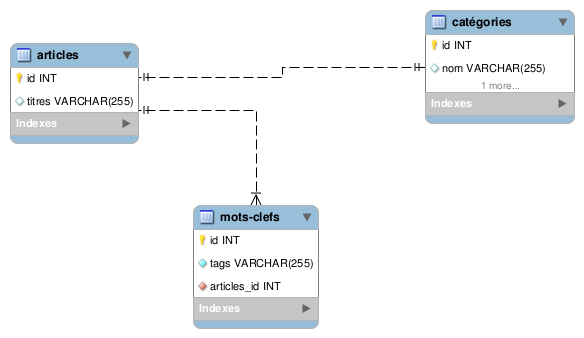 articles
id INT
titres VARCHAR(255)
Indexes
catégories
id INT
nom VARCHAR(255)
1 more...
Indexes
mots-clefs
id INT
tags VARCHAR(255)
articles_id INT
Indexes